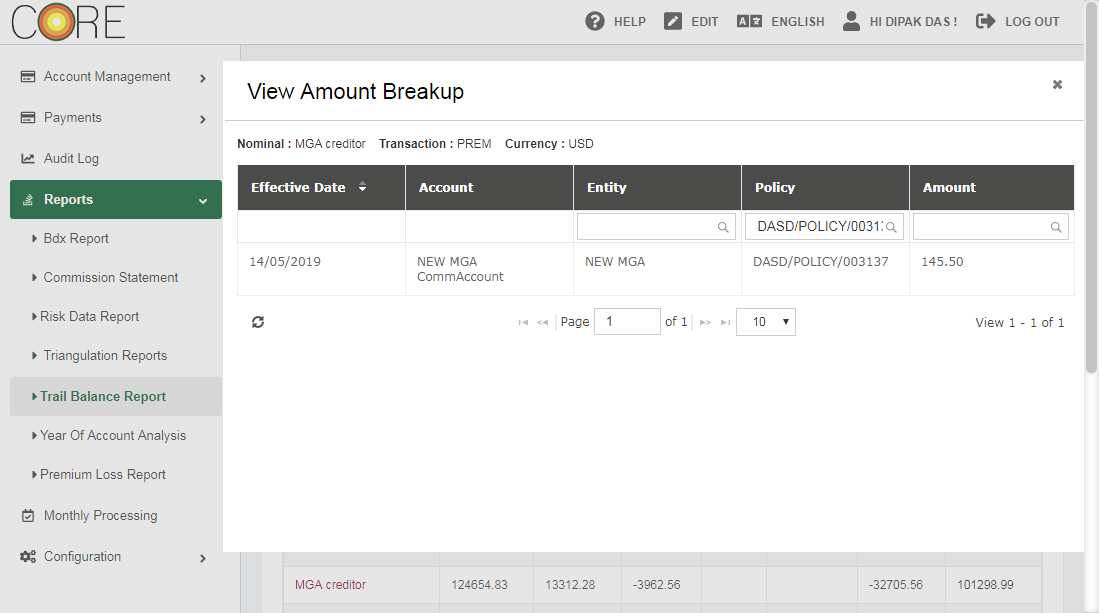 CORE
HELP EDIT ENGLISH HI DIPAK DAS ! LOG OUT
Account Management
Payments
Audit Log
Reports
Bdx Report
Commission Statement
Risk Data Report
Triangulation Reports
Trail Balance Report
Year Of Account Analysis
Premium Loss Report
Monthly Processing
Configuration
View Amount Breakup
Nominal : MGA creditor Transaction : PREM Currency : USD
Effective Date Account Entity Policy Amount
DASD/POLICY/00313
14/05/2019 NEW MGA CommAccount NEW MGA DASD/POLICY/003137 145.50
Page 1 of 1 10 View 1 - 1 of 1
MGA creditor 124654.83 13312.28 -3962.56 -32705.56 101298.99